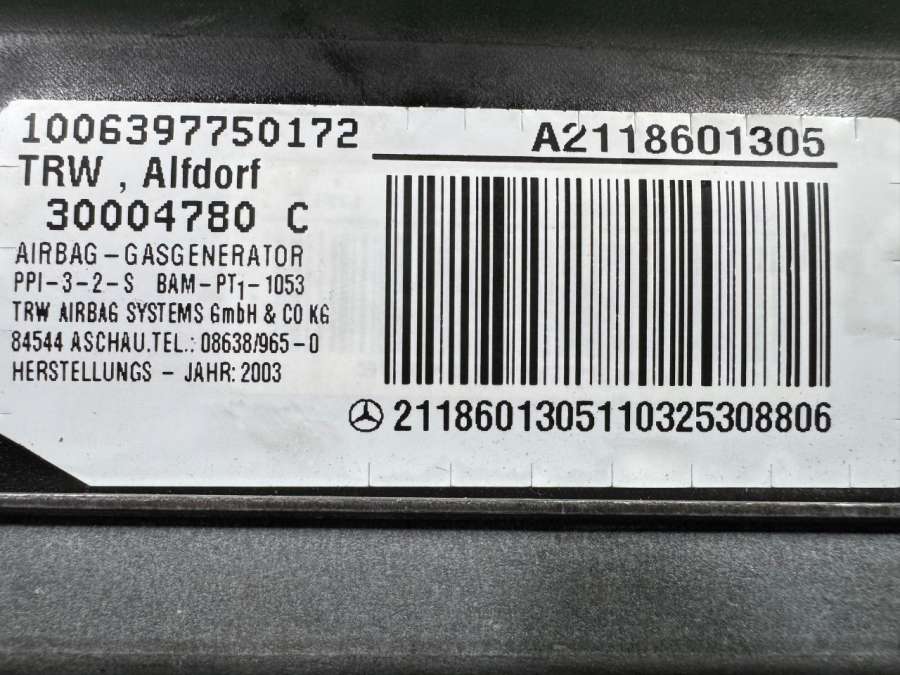 1006397750172
TRW , Alfdorf
30004780 C
AIRBAG – GASGENERATOR
PPI – 3 – 2 – S BAM – PT1 – 1053
TRW AIRBAG SYSTEMS GmbH & CO KG
84544 ASCHAU.TEL.: 08638/965 – 0
HERSTELLUNGS – JAHR: 2003
A2118601305
2118601305110325308806